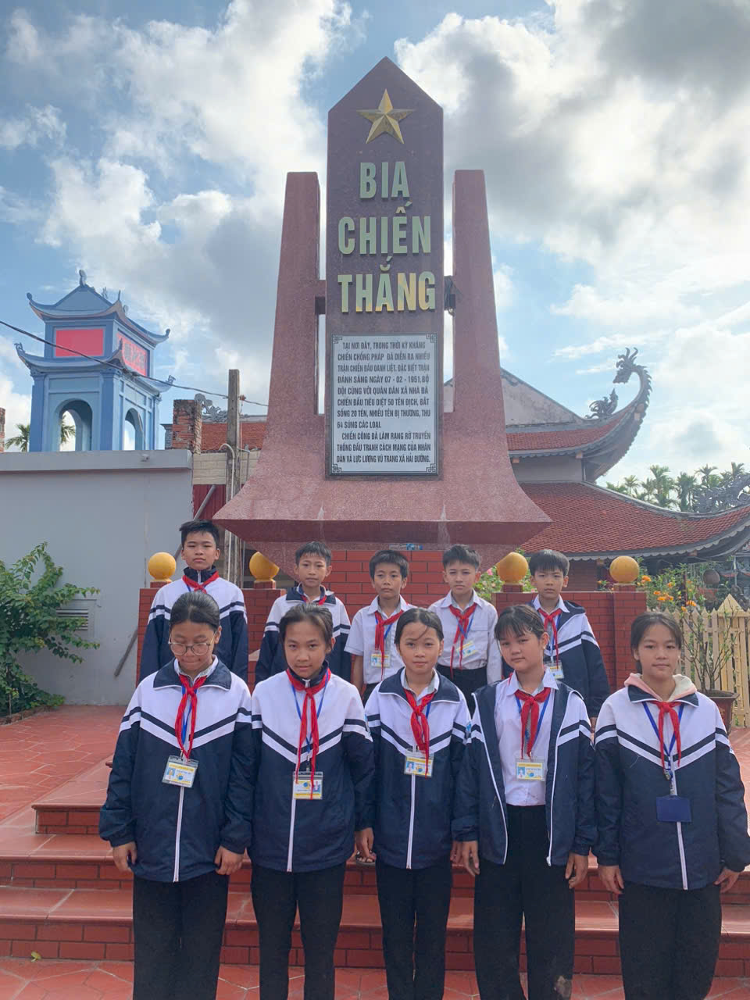 BIA
CHIẾN
THẮNG
TẠI NƠI ĐÂY, TRONG THỜI KỲ KHÁNG
CHIẾN CHỐNG PHÁP ĐÃ DIỄN RA NHIỀU
TRẬN CHIẾN ĐẤU OANH LIỆT. ĐẶC BIỆT TRẬN
ĐÁNH SÁNG NGÀY 07 - 02 - 1951. BỘ
ĐỘI CÙNG VỚI QUÂN DÂN XÃ NHÀ ĐÃ
CHIẾN ĐẤU TIÊU DIỆT 50 TÊN ĐỊCH, BẮT
SỐNG 20 TÊN, NHIỀU TÊN BỊ THƯƠNG, THU
64 SÚNG CÁC LOẠI.
CHIẾN CÔNG ĐÃ LÀM RẠNG RỠ TRUYỀN
THỐNG ĐẤU TRANH CÁCH MẠNG CỦA NHÂN
DÂN VÀ LỰC LƯỢNG VŨ TRANG XÃ HẢI ĐƯỜNG.